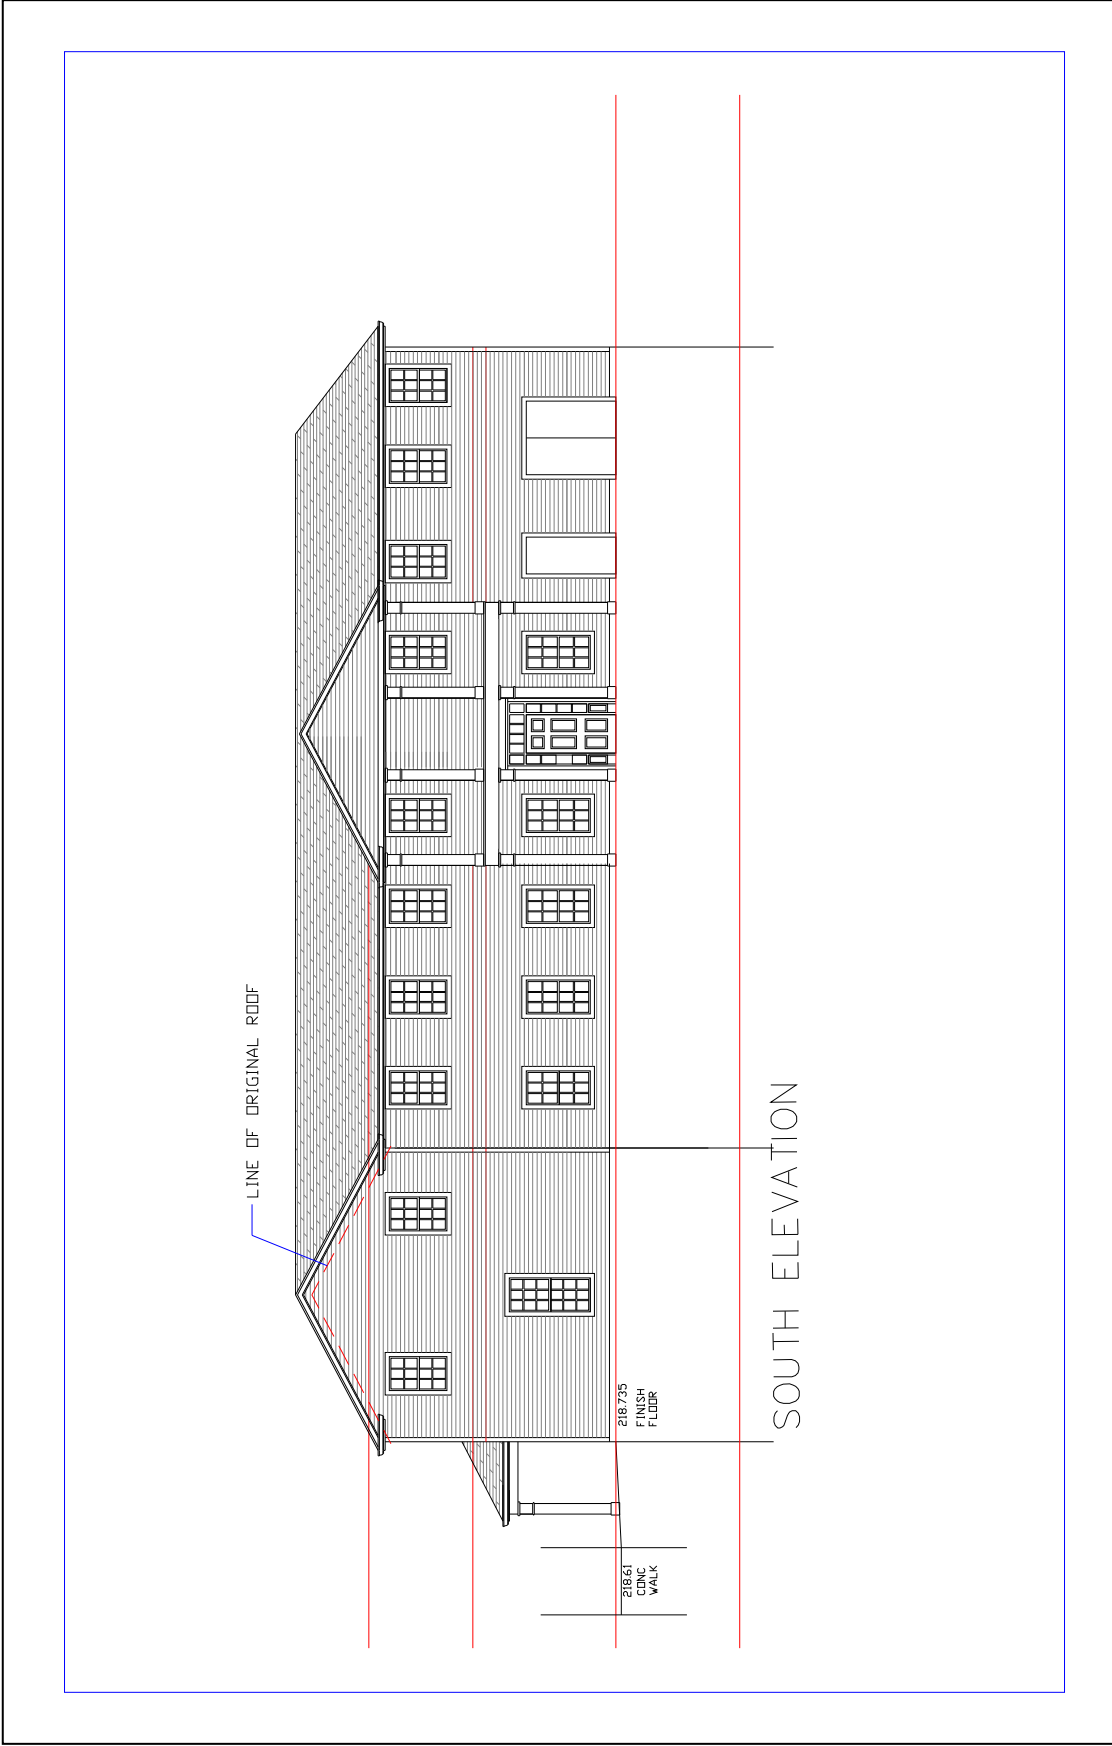 LINE OF ORIGINAL ROOF
218.735
FINISH
FLOOR
218.61
CONC
WALK
SOUTH ELEVATION